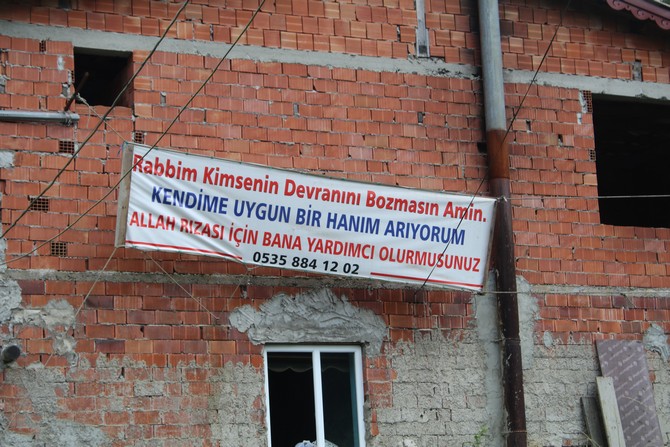 Rabbim Kimsenin Devranını Bozmasın Amin.
KENDİME UYGUN BİR HANIM ARIYORUM
ALLAH RIZASI İÇİN BANA YARDIMCI OLURMUSUNUZ
0535 884 12 02